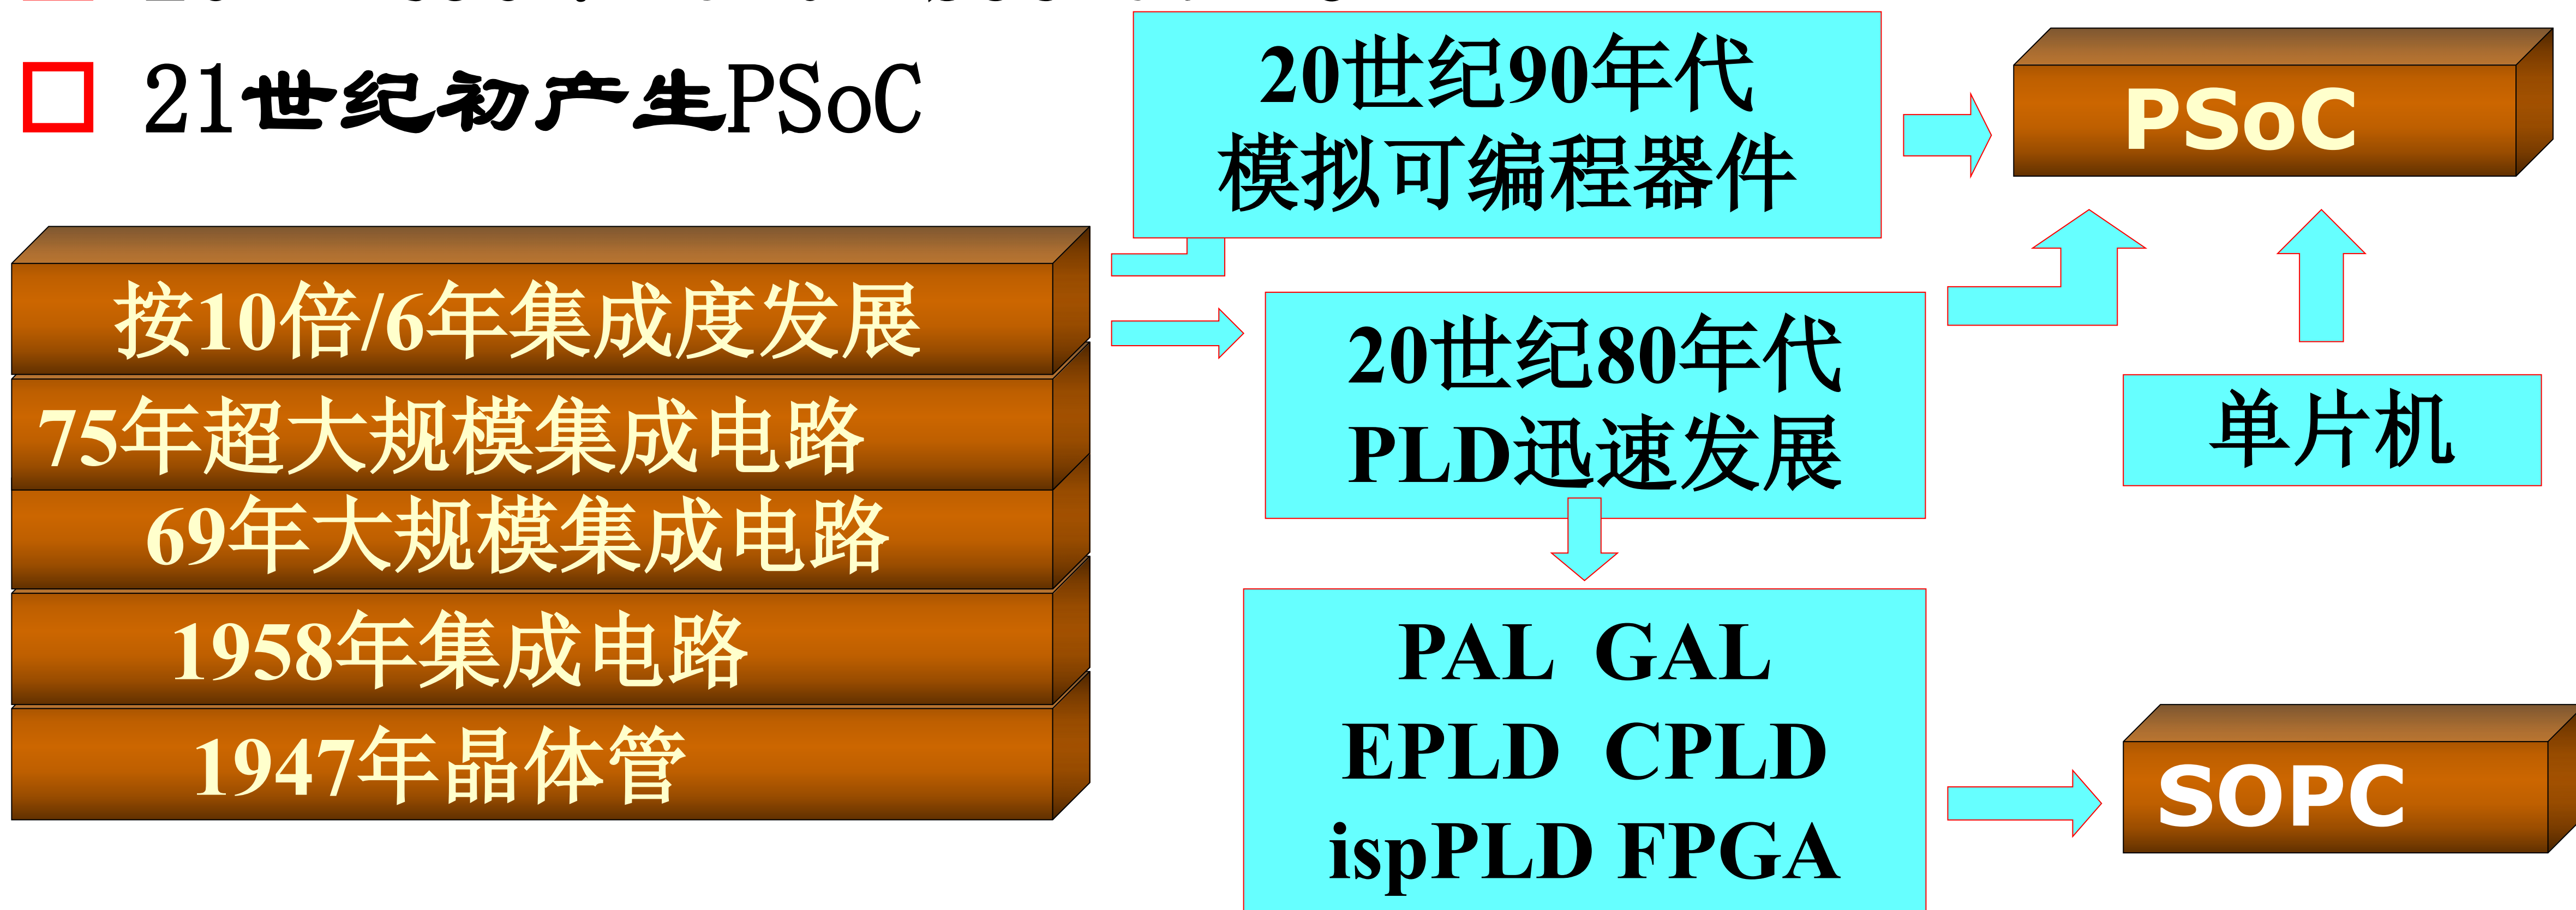 21世纪初产生PSoC
20世纪90年代
模拟可编程器件
PSoC
按10倍/6年集成度发展
75年超大规模集成电路
69年大规模集成电路
1958年集成电路
1947年晶体管
20世纪80年代
PLD迅速发展
单片机
PAL GAL
EPLD CPLD
ispPLD FPGA
SOPC